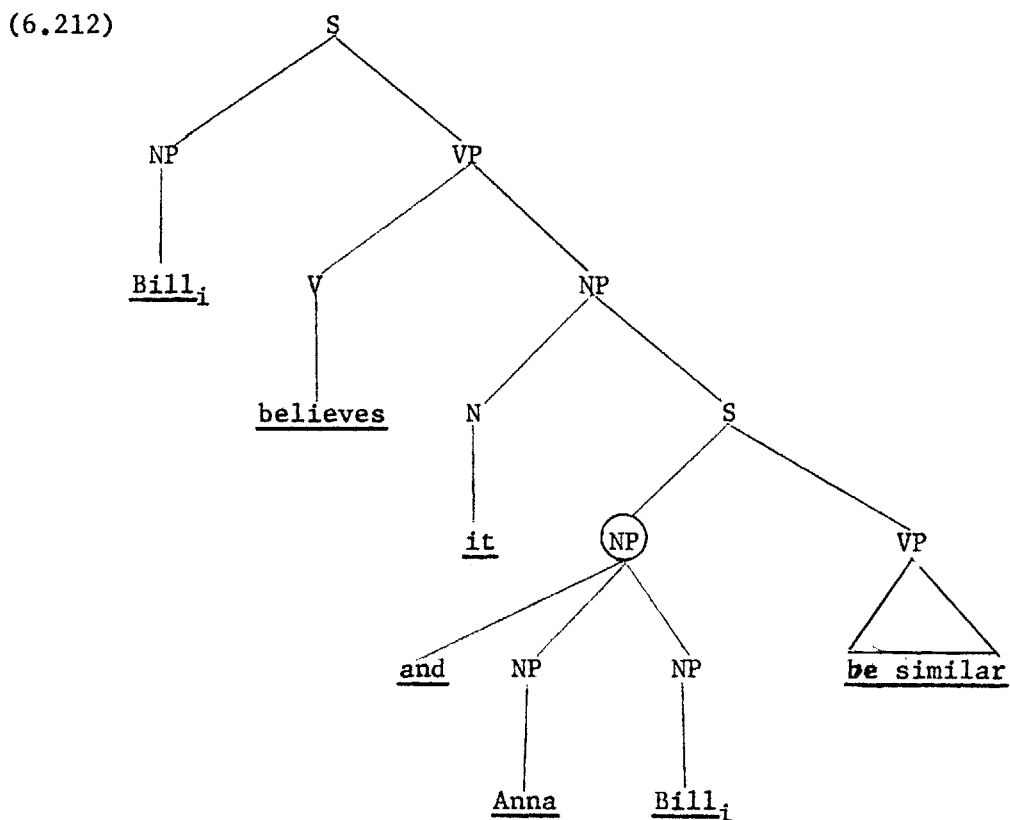 (6.212)
S
NP VP
Bill_i V NP
believes N S
it NP VP
and NP NP be similar
Anna Bill_i